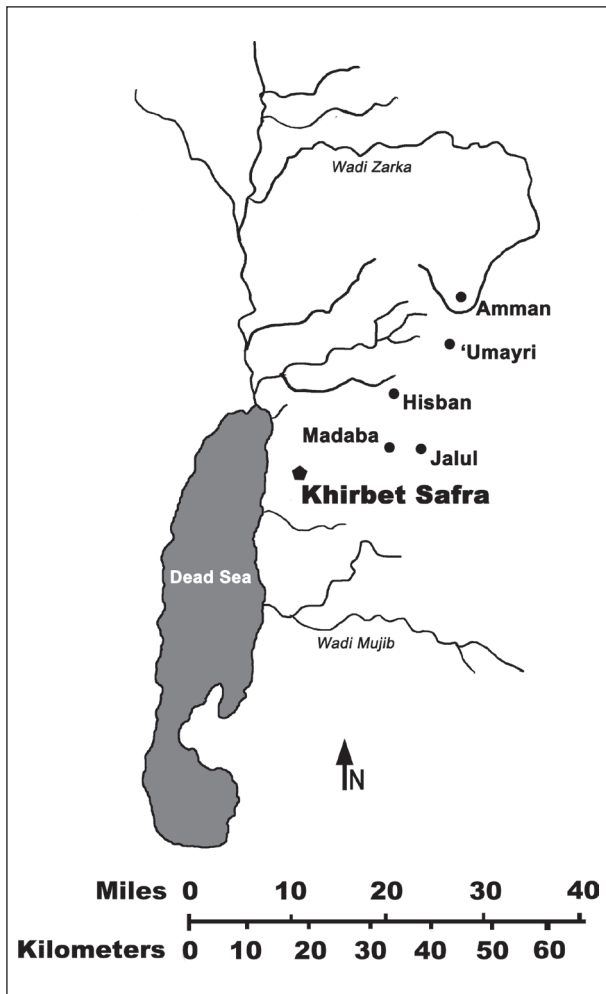 Wadi Zarka
Amman
‘Umayri
Hisban
Madaba
Jalul
Khirbet Safra
Dead Sea
Wadi Mujib
N
Miles 0 10 20 30 40
Kilometers 0 10 20 30 40 50 60